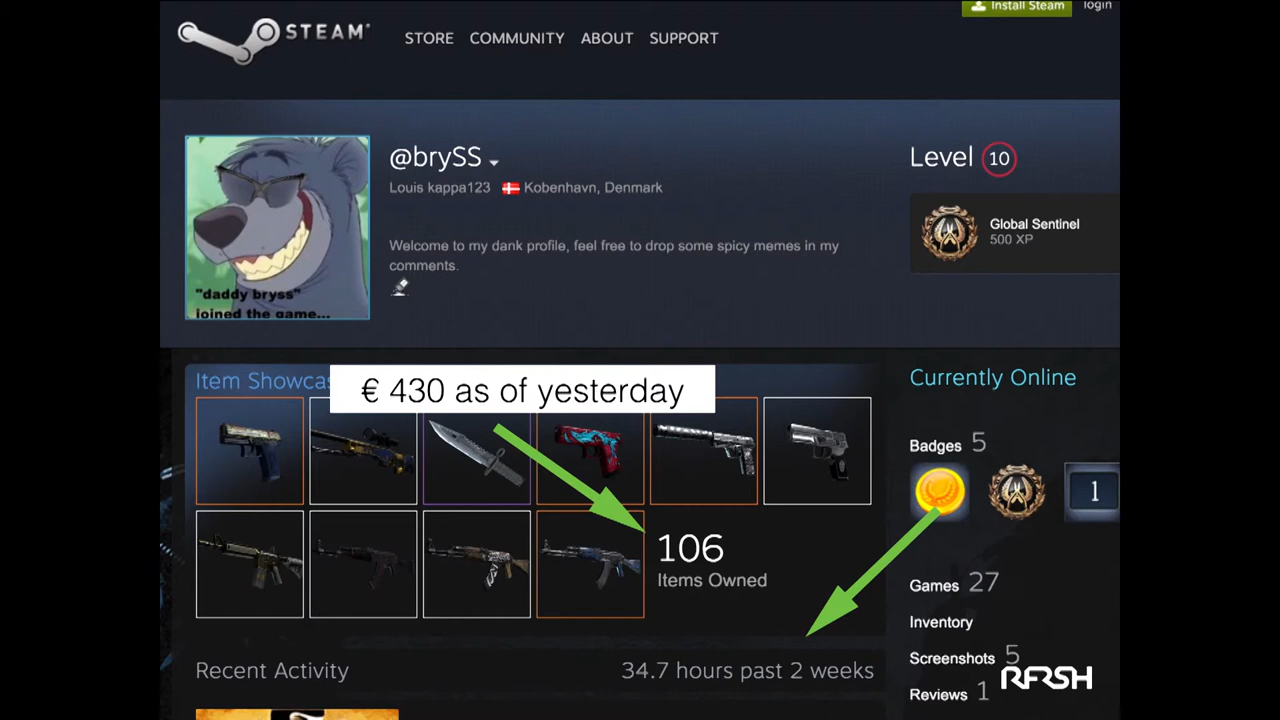 Install Steam
login
STEAM®
STORE COMMUNITY ABOUT SUPPORT
@brySS
Louis kappa123 Kobenhavn, Denmark
Welcome to my dank profile, feel free to drop some spicy memes in my
comments.
"daddy bryss"
joined the game...
Level 10
Global Sentinel
500 XP
Item Showcas
€ 430 as of yesterday
106
Items Owned
Currently Online
Badges 5
1
Games 27
Inventory
Screenshots 5
Reviews 1
Recent Activity
34.7 hours past 2 weeks
RFRSH